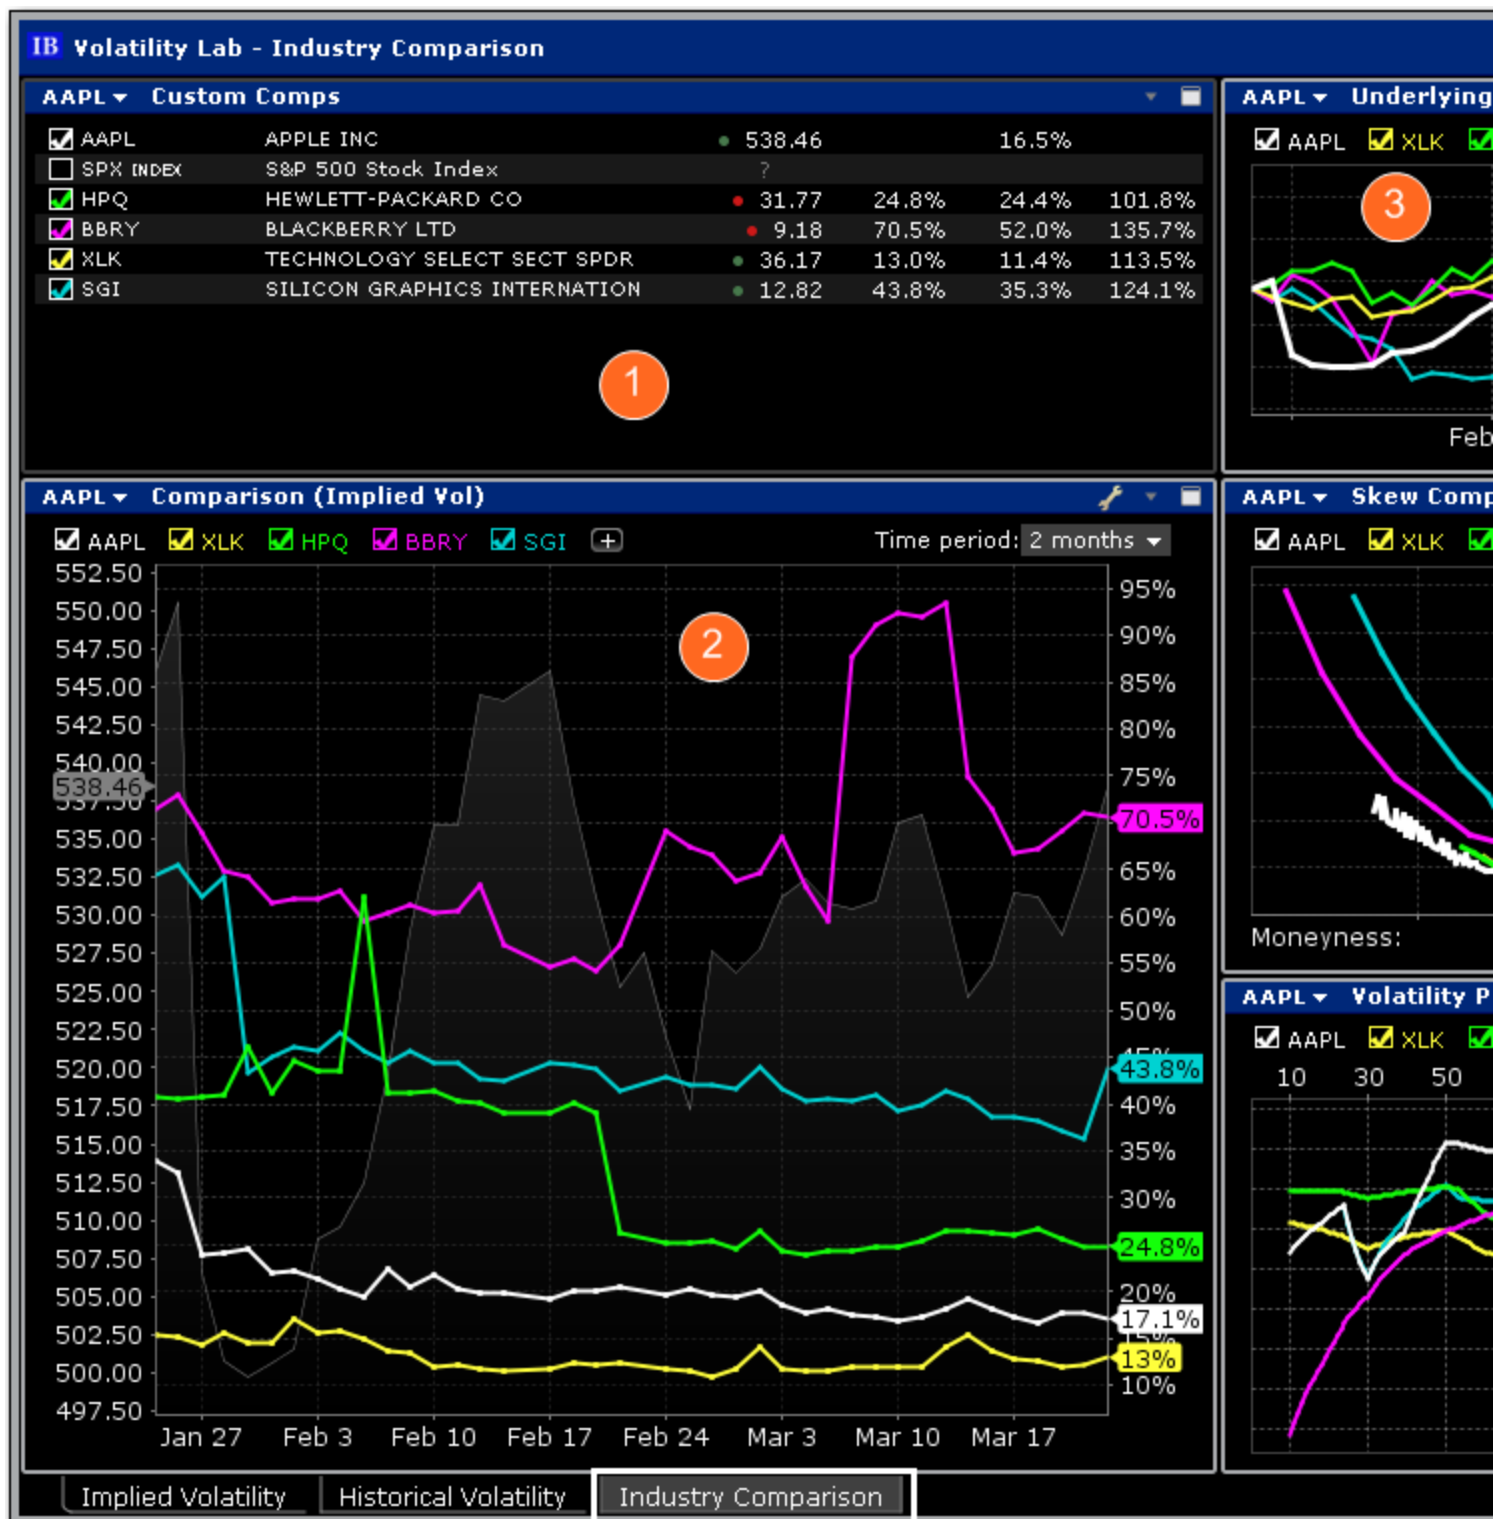 IB Volatility Lab - Industry Comparison
AAPL Custom Comps
AAPL APPLE INC 538.46 16.5%
SPX INDEX S&P 500 Stock Index ?
HPQ HEWLETT-PACKARD CO 31.77 24.8% 24.4% 101.8%
BBRY BLACKBERRY LTD 9.18 70.5% 52.0% 135.7%
XLK TECHNOLOGY SELECT SECT SPDR 36.17 13.0% 11.4% 113.5%
SGI SILICON GRAPHICS INTERNATION 12.82 43.8% 35.3% 124.1%
1
AAPL Underlying
AAPL XLK
3
Feb
AAPL Comparison (Implied Vol)
AAPL XLK HPQ BBRY SGI + Time period: 2 months
552.50
550.00
547.50
545.00
542.50
540.00
538.46
537.50
535.00
532.50
530.00
527.50
525.00
522.50
520.00
517.50
515.00
512.50
510.00
507.50
505.00
502.50
500.00
497.50
2
95%
90%
85%
80%
75%
70.5%
65%
60%
55%
50%
45%
43.8%
40%
35%
30%
24.8%
20%
17.1%
15%
13%
10%
Jan 27 Feb 3 Feb 10 Feb 17 Feb 24 Mar 3 Mar 10 Mar 17
AAPL Skew Comp
AAPL XLK
Moneyness:
AAPL Volatility P
AAPL XLK
10 30 50
Implied Volatility Historical Volatility Industry Comparison